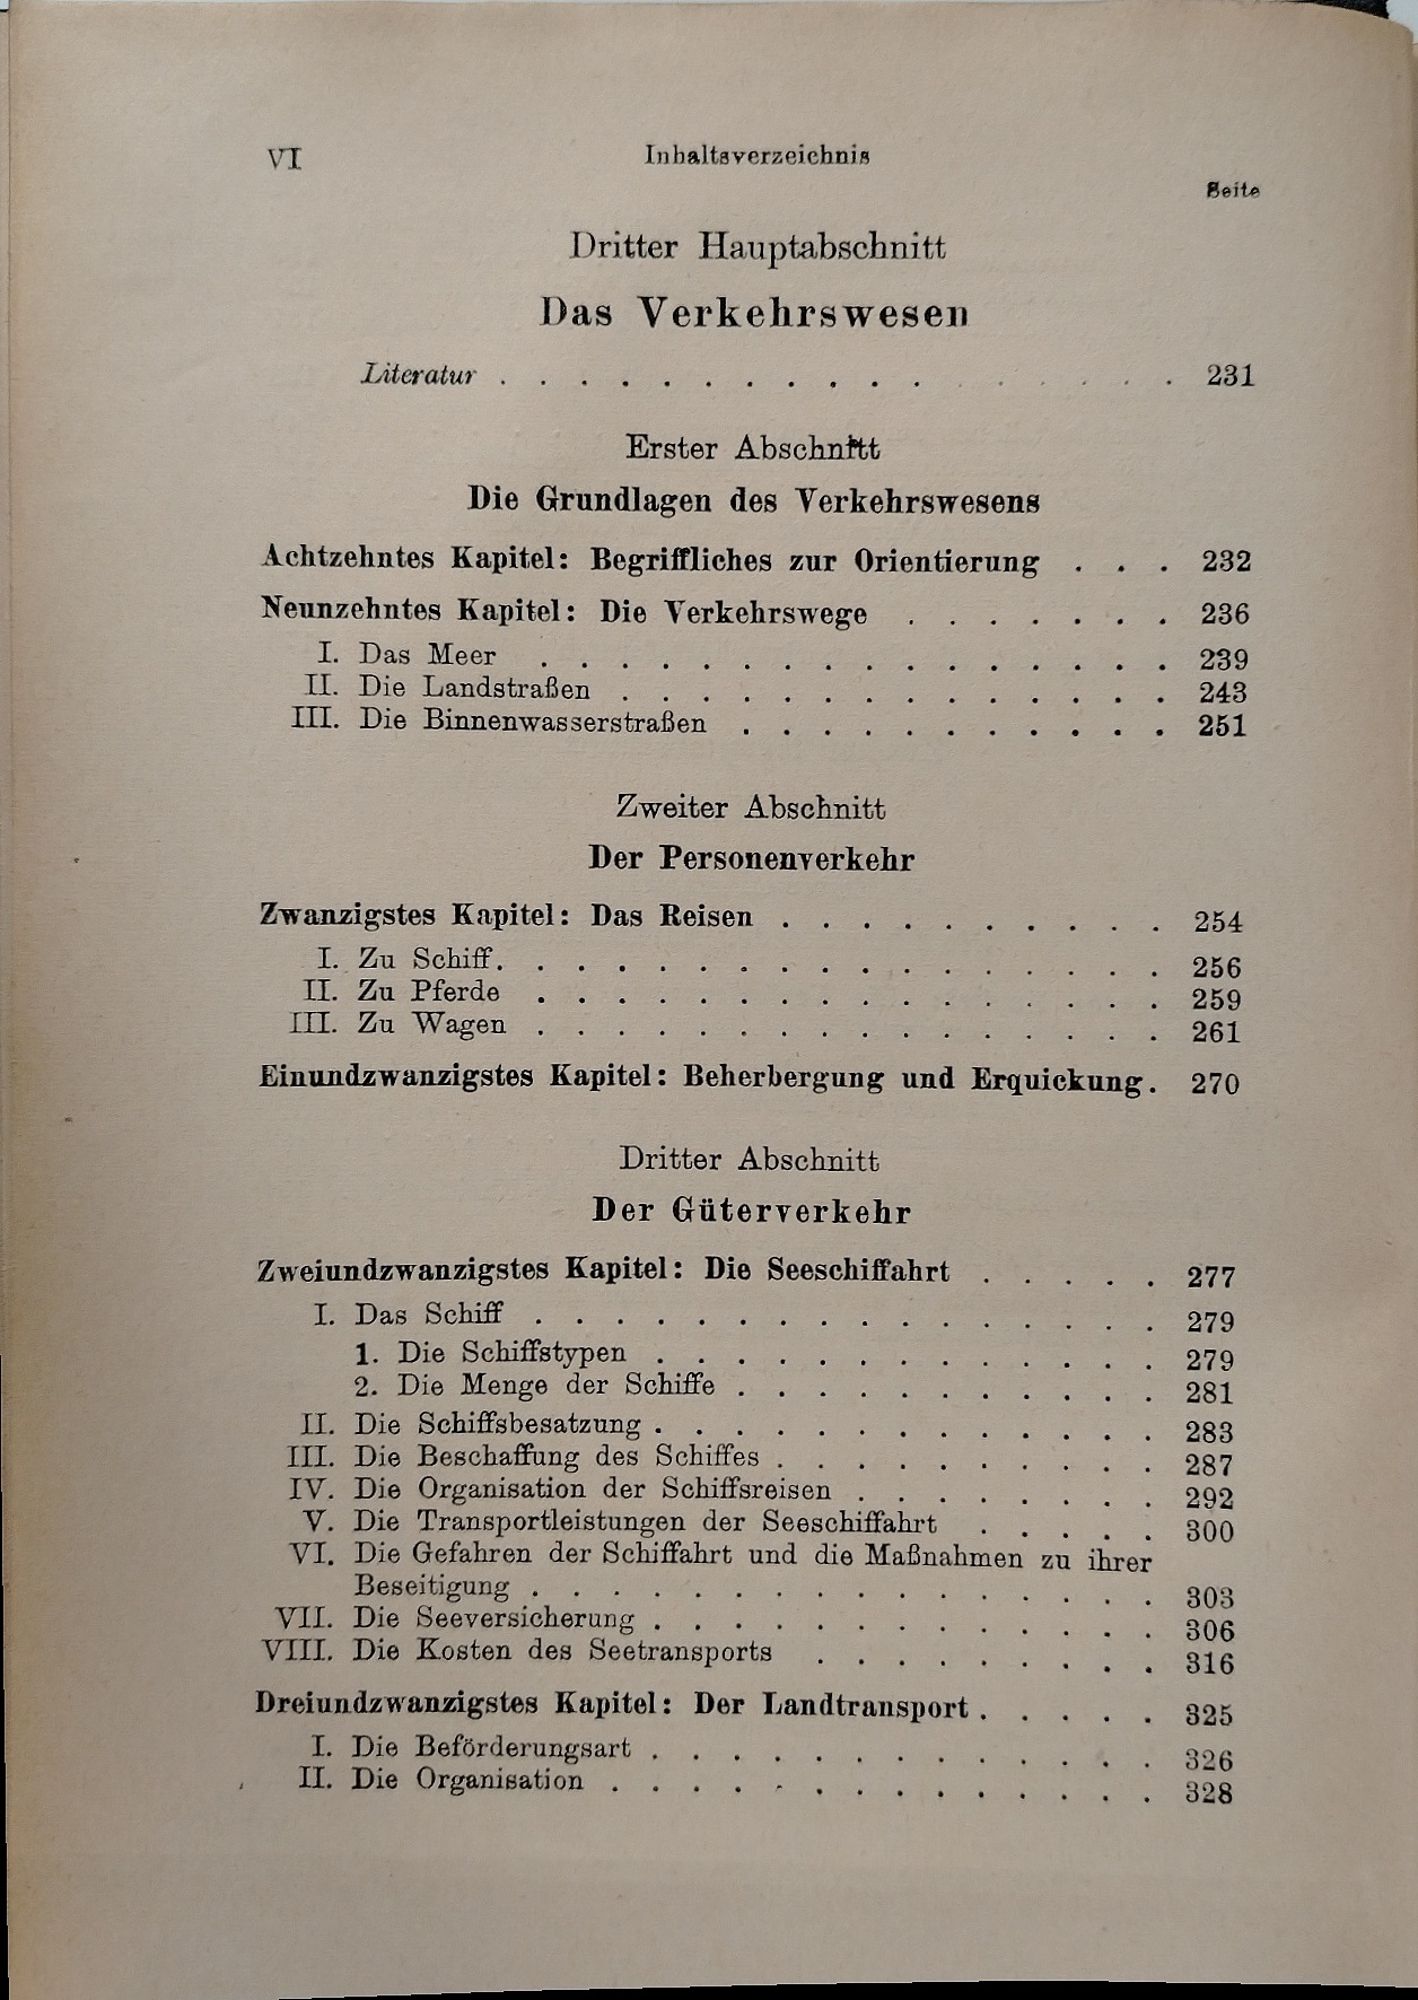 VI Inhaltsverzeichnis
Seite
Dritter Hauptabschnitt
Das Verkehrswesen
Literatur . . . . . . . . . . . . . . . . . 231
Erster Abschnitt
Die Grundlagen des Verkehrswesens
Achtzehntes Kapitel: Begriffliches zur Orientierung . . . 232
Neunzehntes Kapitel: Die Verkehrswege . . . . . . . 236
I. Das Meer . . . . . . . . . . . . . . . . 239
II. Die Landstraßen . . . . . . . . . . . . . . 243
III. Die Binnenwasserstraßen . . . . . . . . . . . 251
Zweiter Abschnitt
Der Personenverkehr
Zwanzigstes Kapitel: Das Reisen . . . . . . . . . . 254
I. Zu Schiff. . . . . . . . . . . . . . . . . 256
II. Zu Pferde . . . . . . . . . . . . . . . . 259
III. Zu Wagen . . . . . . . . . . . . . . . . 261
Einundzwanzigstes Kapitel: Beherbergung und Erquickung. 270
Dritter Abschnitt
Der Güterverkehr
Zweiundzwanzigstes Kapitel: Die Seeschiffahrt . . . . . 277
I. Das Schiff . . . . . . . . . . . . . . . . 279
1. Die Schiffstypen . . . . . . . . . . . . . 279
2. Die Menge der Schiffe . . . . . . . . . . . 281
II. Die Schiffsbesatzung . . . . . . . . . . . . . 283
III. Die Beschaffung des Schiffes . . . . . . . . . . 287
IV. Die Organisation der Schiffsreisen . . . . . . . . 292
V. Die Transportleistungen der Seeschiffahrt . . . . . 300
VI. Die Gefahren der Schiffahrt und die Maßnahmen zu ihrer
Beseitigung . . . . . . . . . . . . . . . . 303
VII. Die Seeversicherung . . . . . . . . . . . . . 306
VIII. Die Kosten des Seetransports . . . . . . . . . 316
Dreiundzwanzigstes Kapitel: Der Landtransport . . . . . 325
I. Die Beförderungsart . . . . . . . . . . . . . 326
II. Die Organisation . . . . . . . . . . . . . . 328